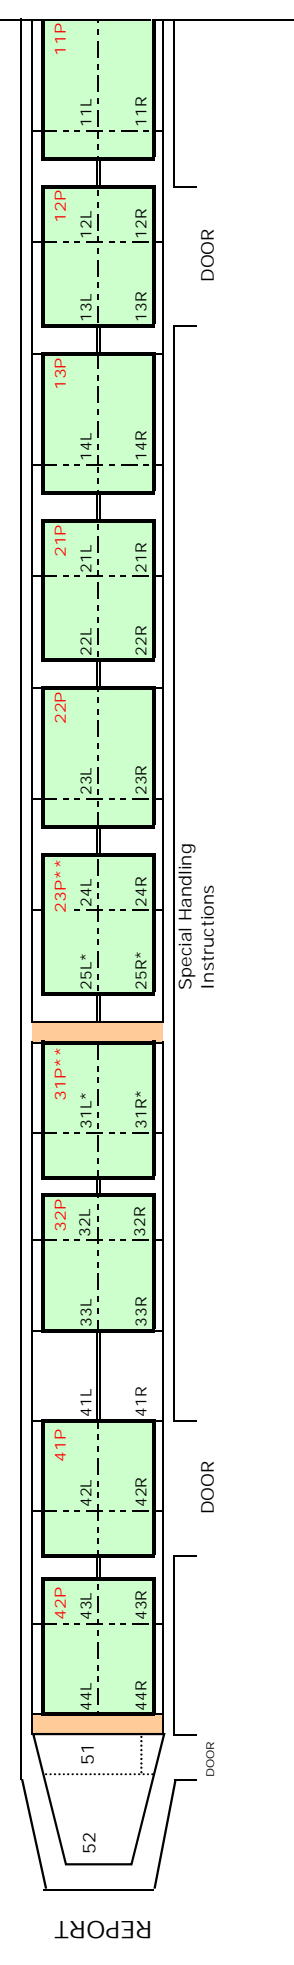 11P
11L
11R
12P
12L
12R
13L
13R
DOOR
13P
14L
14R
21P
21L
21R
22L
22R
22P
23L
23R
23P**
24L
24R
25L*
25R*
Special Handling
Instructions
31P**
31L*
31R*
32P
32L
32R
33L
33R
41L
41R
41P
42L
42R
DOOR
42P
43L
43R
44L
44R
51
DOOR
52
REPORT